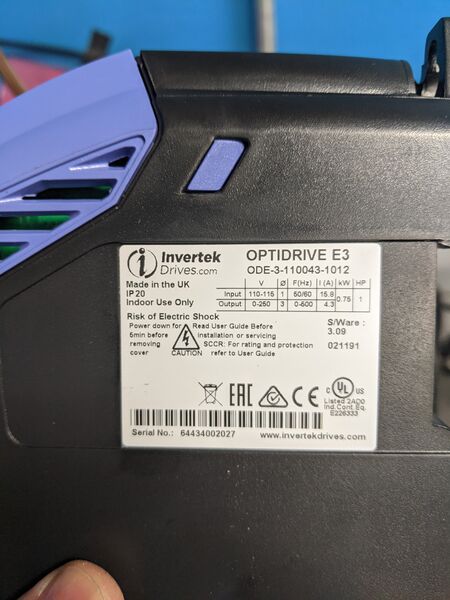 Invertek
Drives.com
OPTIDRIVE E3
ODE-3-110043-1012
Made in the UK
IP20
Indoor Use Only
V Ø F(Hz) I (A) kW HP
Input 110-115 1 50/60 15.8 0.75 1
Output 0-250 3 0-500 4.3
Risk of Electric Shock
Power down for
5min before
removing
cover
CAUTION
Read User Guide Before
installation or servicing
SCCR: For rating and protection
refer to User Guide
S/Ware :
3.09
021191
EAC
CE
C UL US
Listed 2AD0
Ind.Cont.Eq.
E226333
Serial No.: 64434002027
www.invertekdrives.com